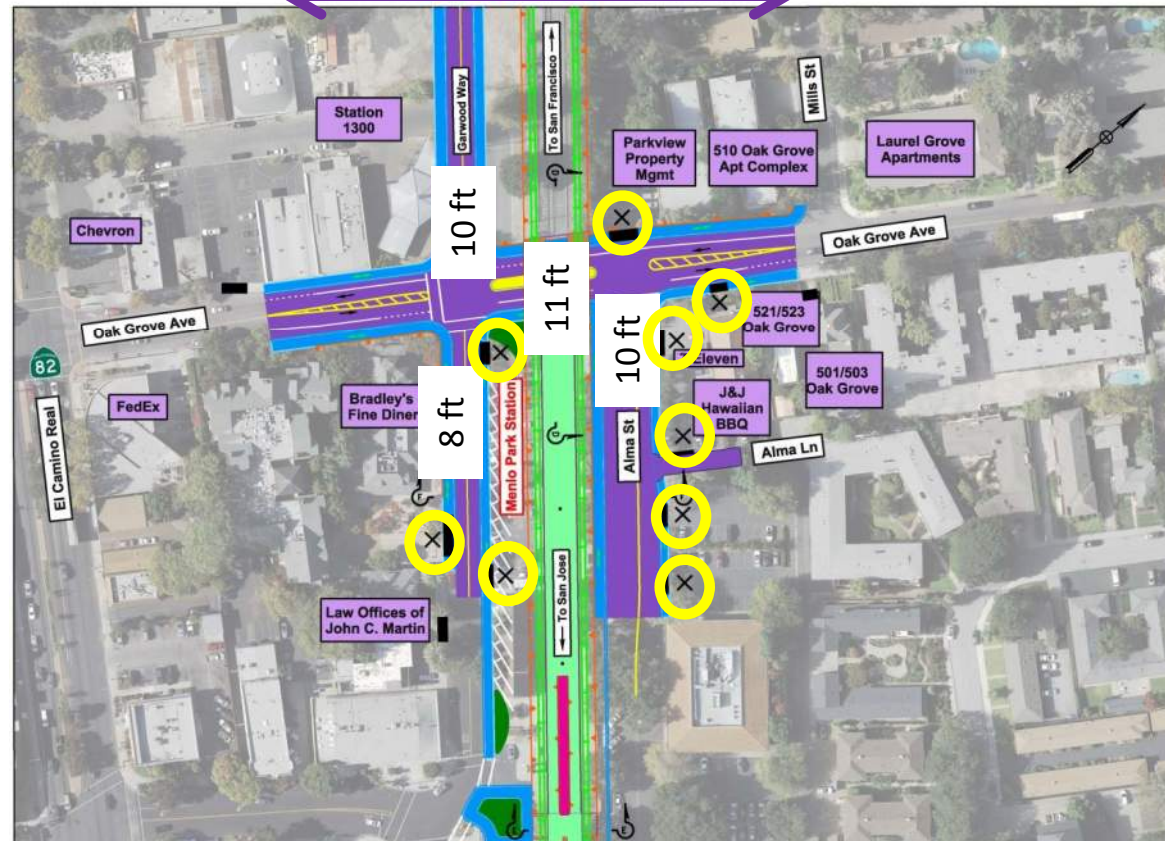 To San Francisco
Garwood Way
Mills St
Station
1300
Parkview
Property
Mgmt
510 Oak Grove
Apt Complex
Laurel Grove
Apartments
D
Chevron
10 ft
Oak Grove Ave
11 ft
Oak Grove Ave
82
10 ft
521/523
Oak Grove
7-Eleven
501/503
Oak Grove
FedEx
Bradley's
Fine Diner
8 ft
J&J
Hawaiian
BBQ
El Camino Real
Menlo Park Station
D
Alma St
Alma Ln
To San Jose
Law Offices of
John C. Martin
E
E